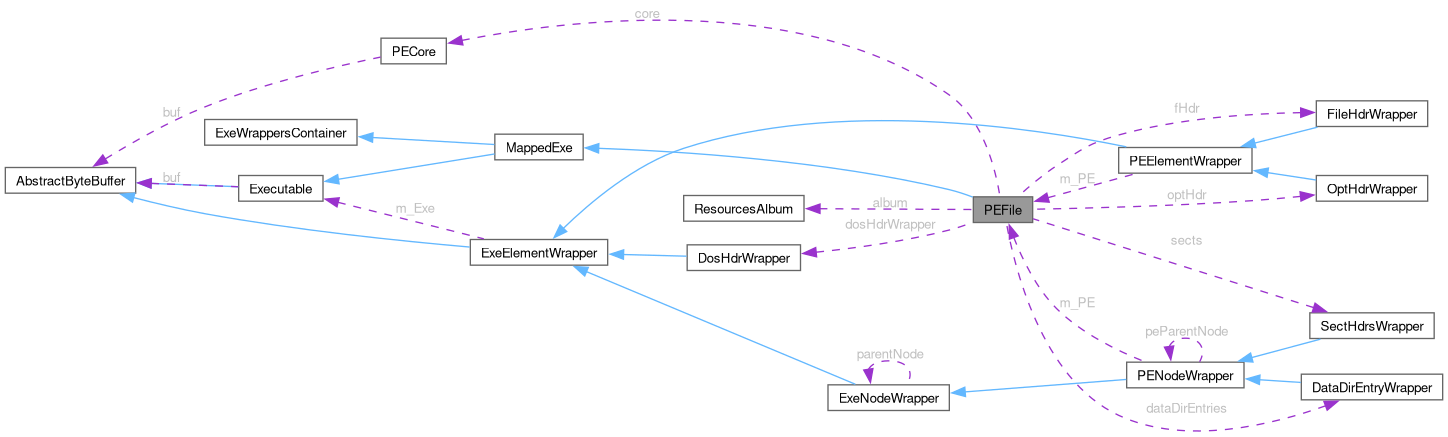 core
PECore
buf
fHdr
FileHdrWrapper
ExeWrappersContainer
MappedExe
PEElementWrapper
AbstractByteBuffer
buf
Executable
m_PE
OptHdrWrapper
optHdr
m_Exe
ResourcesAlbum
album
PEFile
dosHdrWrapper
ExeElementWrapper
DosHdrWrapper
sects
m_PE
SectHdrsWrapper
peParentNode
parentNode
PENodeWrapper
DataDirEntryWrapper
ExeNodeWrapper
dataDirEntries